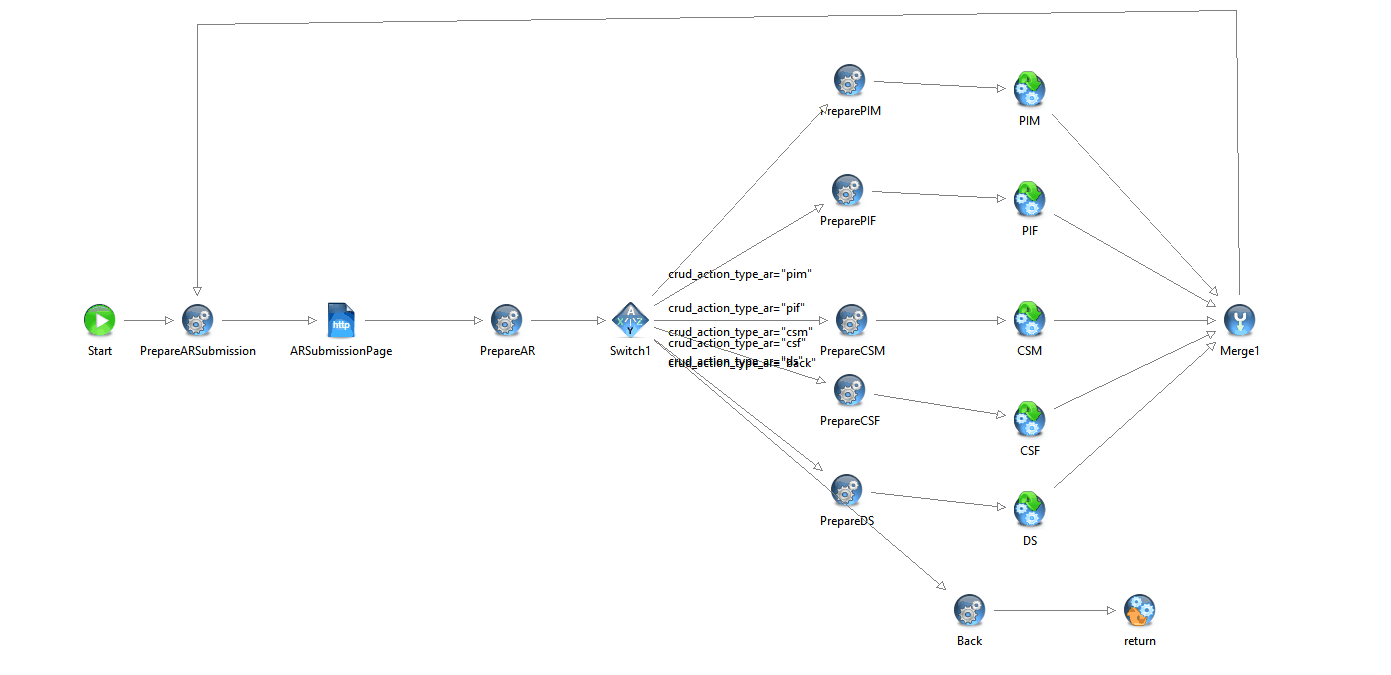 PreparePIM
PIM
PreparePIF
PIF
crud_action_type_ar="pim"
crud_action_type_ar="pif"
http
A
X
Z
Y
crud_action_type_ar="csm"
crud_action_type_ar="csf"
Start
PrepareARSubmission
ARSubmissionPage
PrepareAR
Switch1
PrepareCSM
CSM
Merge1
crud_action_type_ar="ds"
crud_action_type_ar="back"
PrepareCSF
CSF
PrepareDS
DS
Back
return